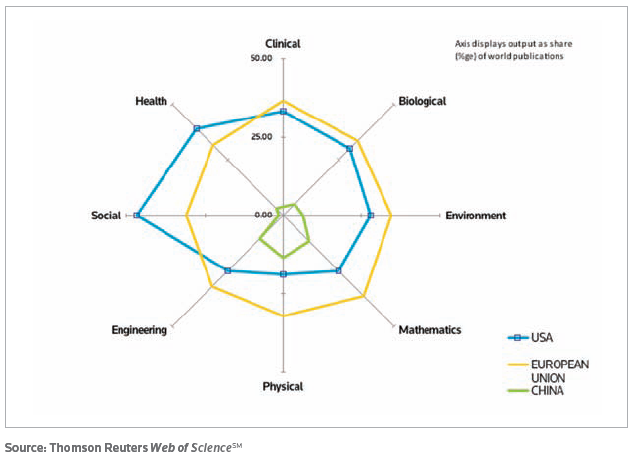 Clinical
50.00
Axis displays output as share
(%ge) of world publications
Health
Biological
25.00
Social
0.00
Environment
Engineering
Mathematics
Physical
USA
EUROPEAN
UNION
CHINA
Source: Thomson Reuters Web of Science℠